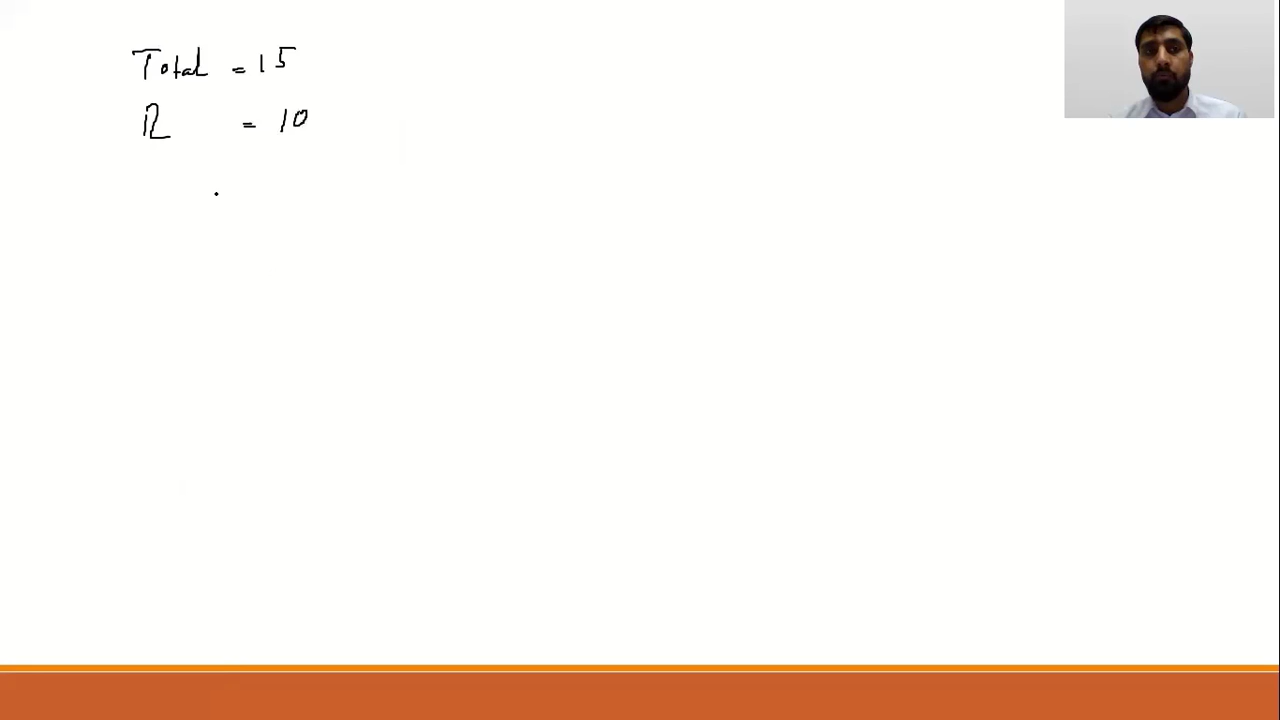 Total = 15
R = 10